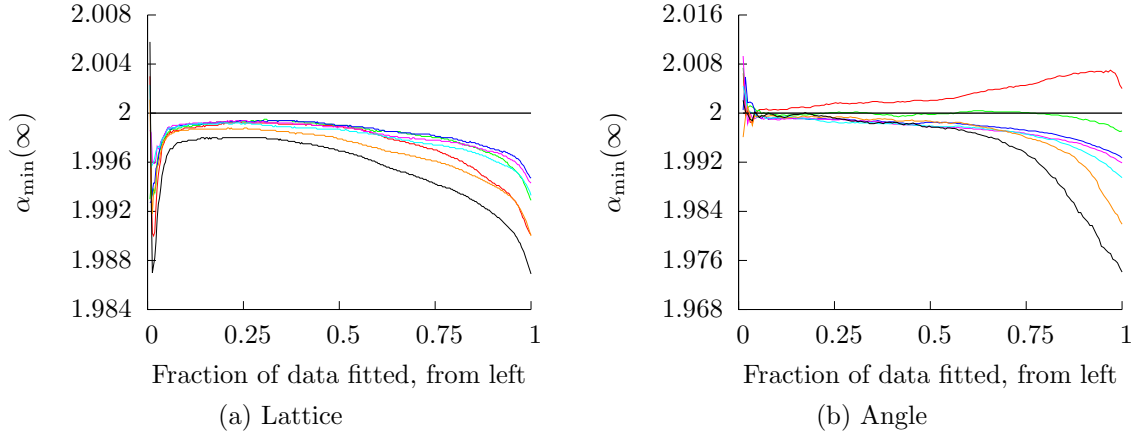 2.008
2.004
2
1.996
1.992
1.988
1.984
α_min(∞)
0 0.25 0.5 0.75 1
Fraction of data fitted, from left
(a) Lattice
2.016
2.008
2
1.992
1.984
1.976
1.968
α_min(∞)
0 0.25 0.5 0.75 1
Fraction of data fitted, from left
(b) Angle